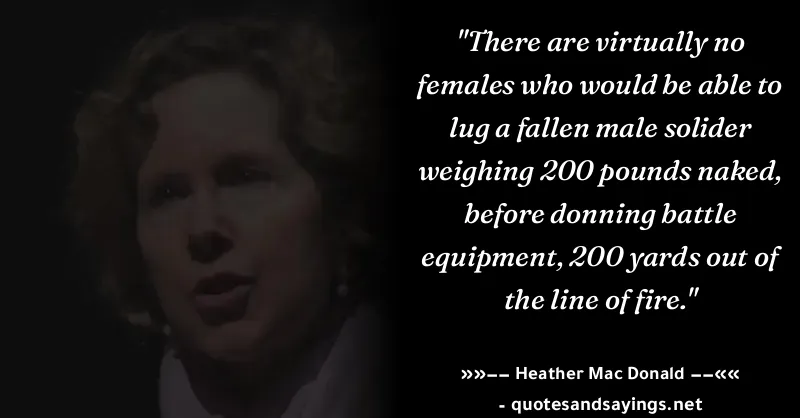 "There are virtually no
females who would be able to
lug a fallen male solider
weighing 200 pounds naked,
before donning battle
equipment, 200 yards out of
the line of fire."
»»−− Heather Mac Donald −−««
- quotesandsayings.net